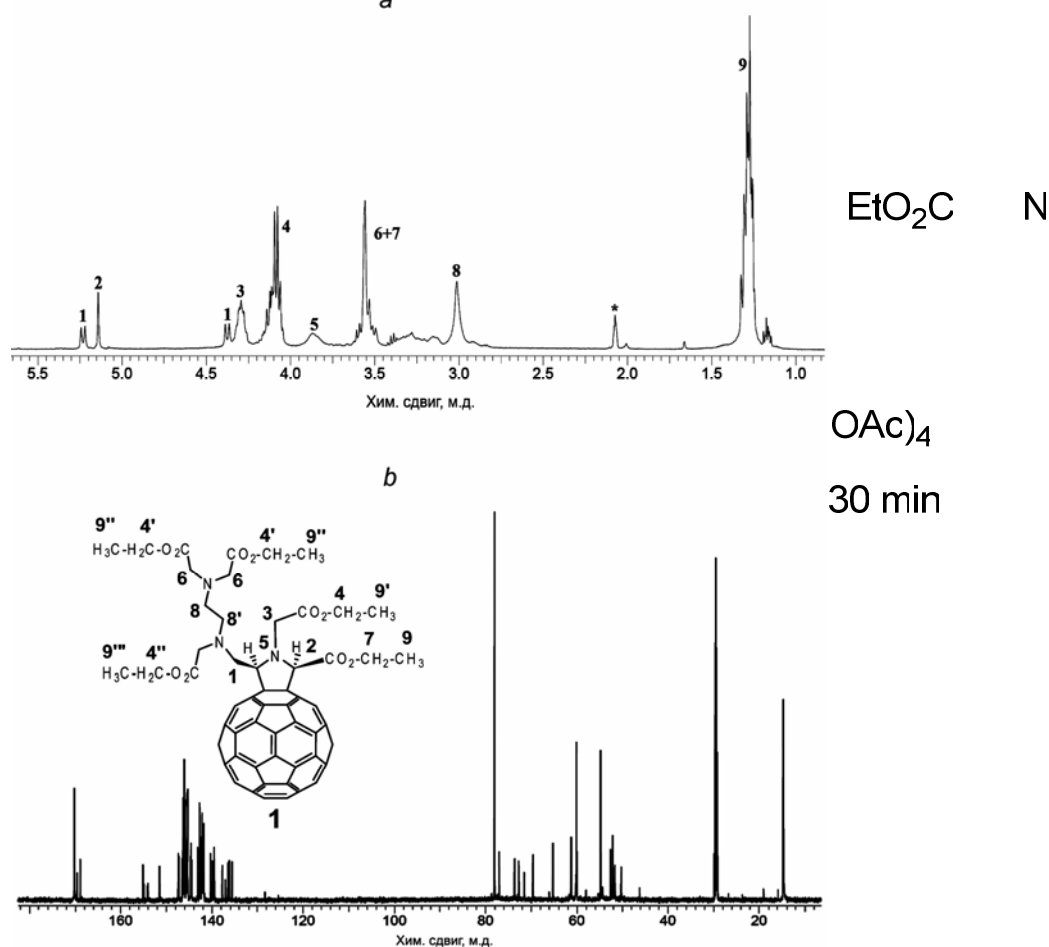 a
9
EtO₂C N
4
6+7
2
8
1
1
3
*
5
5.5 5.0 4.5 4.0 3.5 3.0 2.5 2.0 1.5 1.0
Хим. сдвиг, м.д.
OAc)₄
b
30 min
9" 4' 4' 9"
H₃C-H₂C-O₂C CO₂-CH₂-CH₃
6 N 6 4 9'
8 8' 3 CO₂-CH₂-CH₃
9"' 4" N H 5 H 2 7 9
H₃C-H₂C-O₂C N CO₂-CH₂-CH₃
1
1
160 140 120 100 80 60 40 20
Хим. сдвиг, м.д.